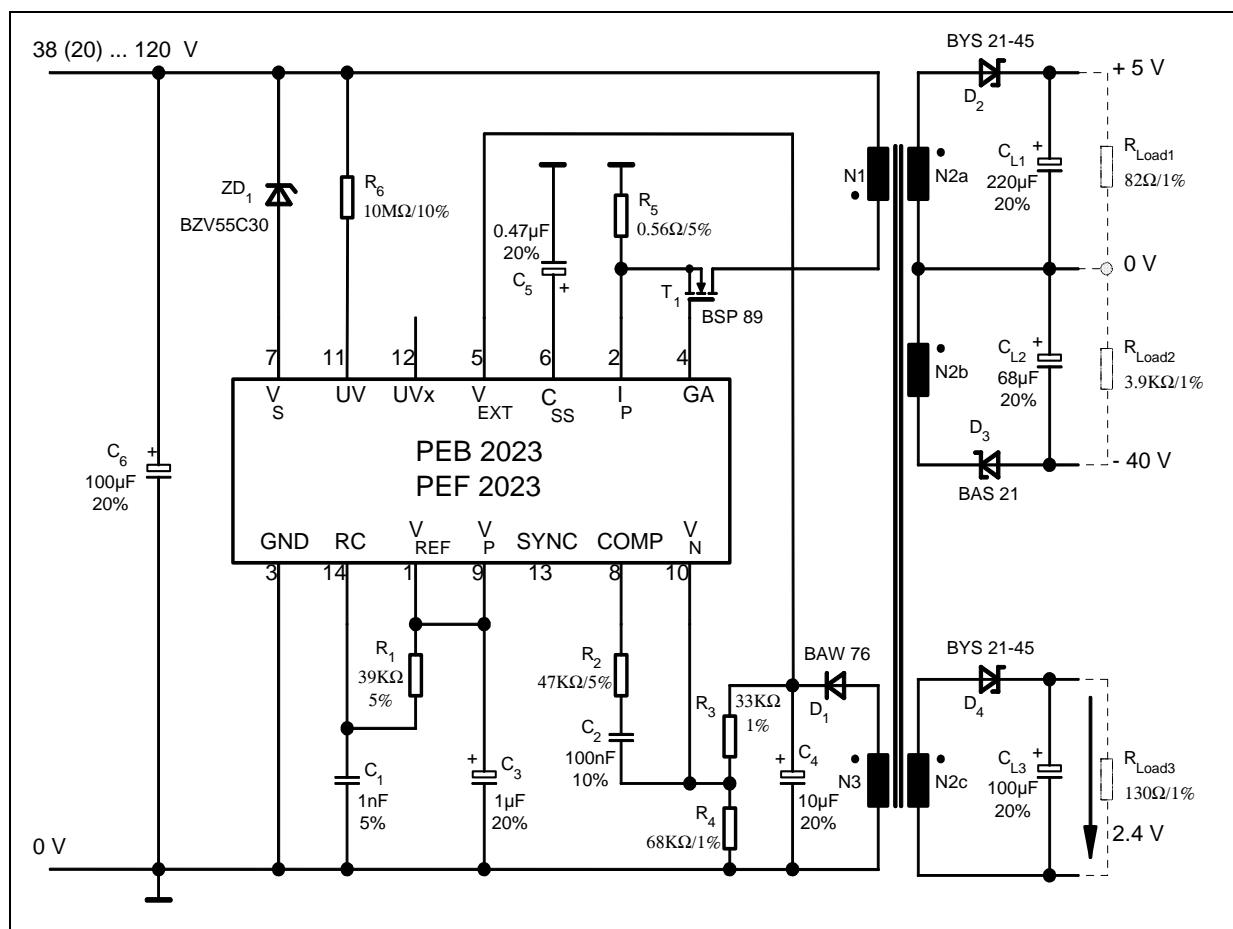 38 (20) ... 120 V
BYS 21-45
D2
+ 5 V
CL1
+
220µF
20%
RLoad1
82Ω/1%
N1
N2a
ZD1
BZV55C30
R6
10MΩ/10%
0.47µF
20%
C5
+
R5
0.56Ω/5%
T1
BSP 89
0 V
N2b
CL2
+
68µF
20%
RLoad2
3.9KΩ/1%
D3
BAS 21
- 40 V
7
11
12
5
6
2
4
VS
UV
UVx
VEXT
CSS
IP
GA
PEB 2023
PEF 2023
C6
+
100µF
20%
GND
RC
VREF
VP
SYNC
COMP
VN
3
14
1
9
13
8
10
R1
39KΩ
5%
R2
47KΩ/5%
C2
100nF
10%
R3
33KΩ
1%
BAW 76
D1
BYS 21-45
D4
C1
1nF
5%
+
C3
1µF
20%
R4
68KΩ/1%
+
C4
10µF
20%
N3
N2c
CL3
+
100µF
20%
RLoad3
130Ω/1%
2.4 V
0 V